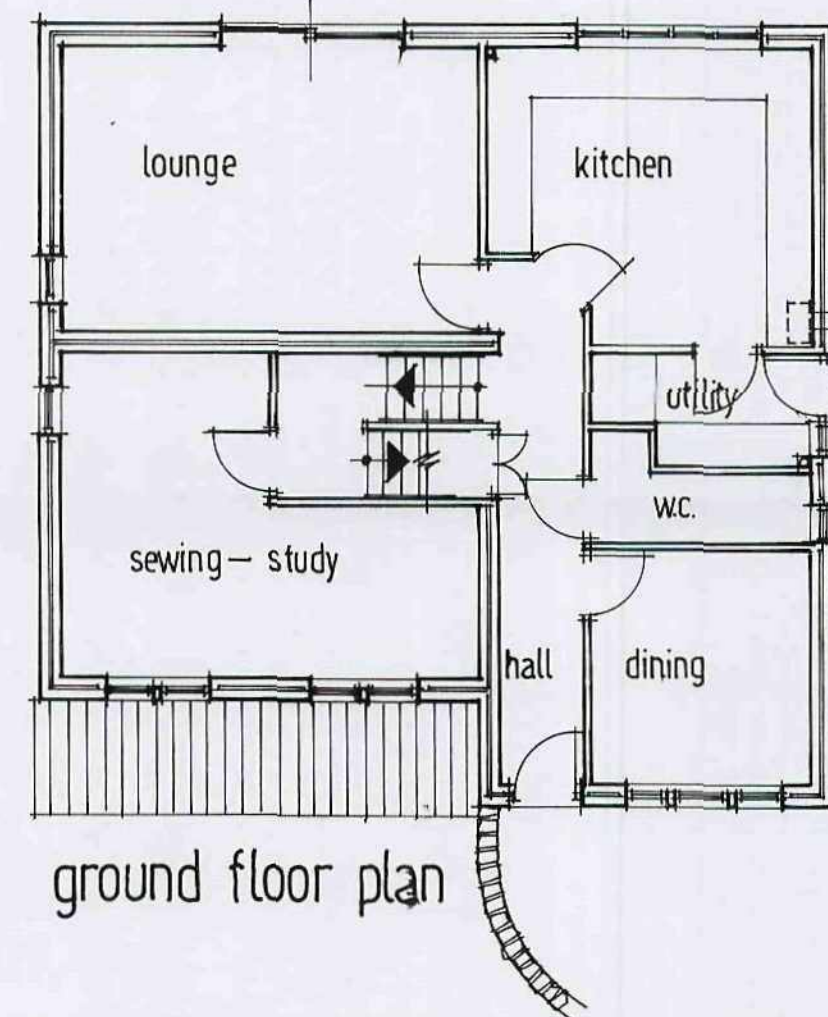 lounge
kitchen
utility
w.c.
sewing – study
hall
dining
ground floor plan